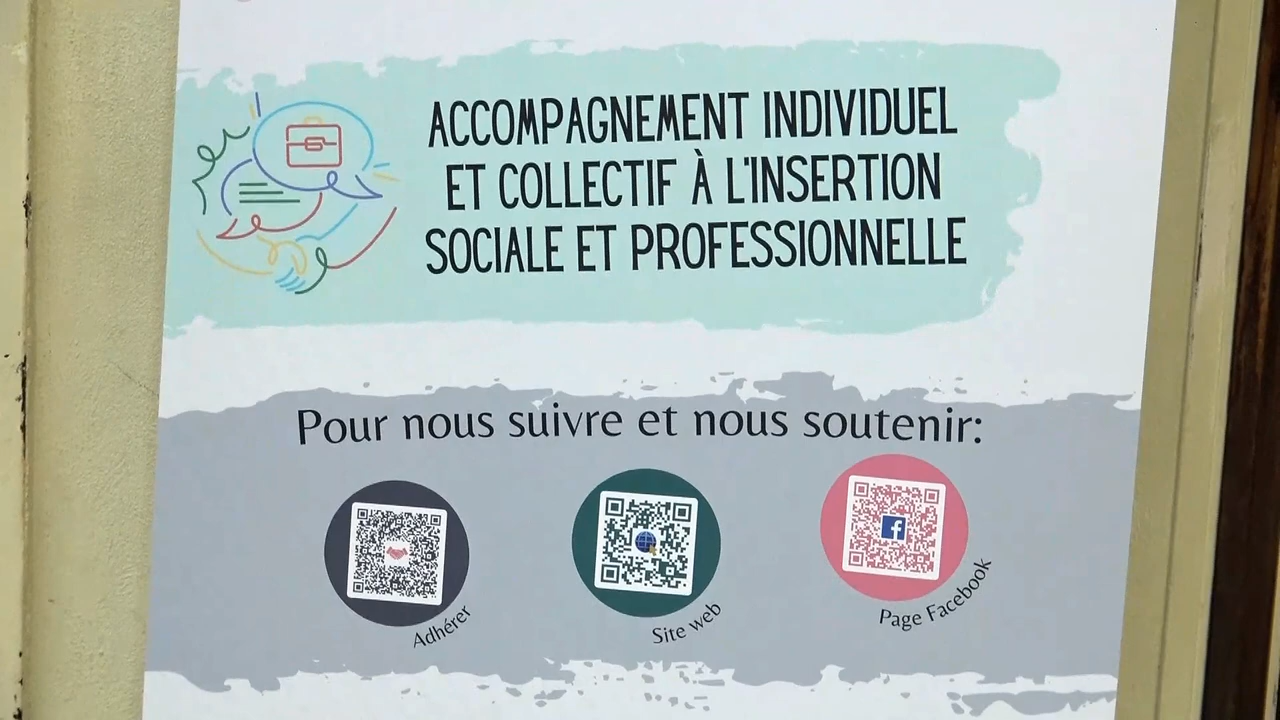 ACCOMPAGNEMENT INDIVIDUEL
ET COLLECTIF À L'INSERTION
SOCIALE ET PROFESSIONNELLE
Pour nous suivre et nous soutenir:
Adhérer
Site web
Page Facebook